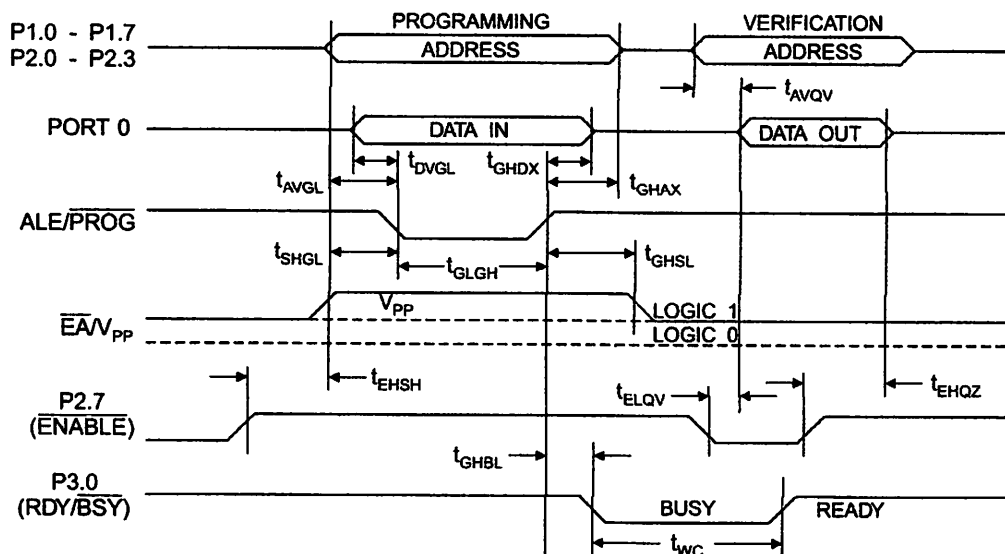 PROGRAMMING VERIFICATION
P1.0 - P1.7
P2.0 - P2.3
ADDRESS ADDRESS
tAVQV
PORT 0 DATA IN DATA OUT
tDVGL tGHDX
tAVGL tGHAX
ALE/PROG
tSHGL tGLGH tGHSL
VPP LOGIC 1
EA/VPP LOGIC 0
tEHSH tELQV tEHQZ
P2.7
(ENABLE)
tGHBL
P3.0
(RDY/BSY) BUSY READY
tWC